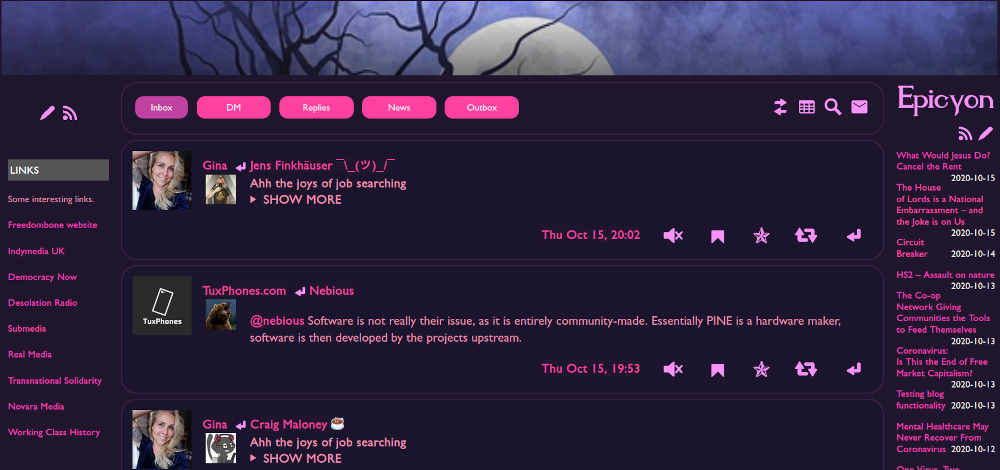 Inbox
DM
Replies
News
Outbox
Epicyon
LINKS
Some interesting links.
Freedombone website
Indymedia UK
Democracy Now
Desolation Radio
Submedia
Real Media
Transnational Solidarity
Novara Media
Working Class History
Gina Jens Finkhäuser ¯\_(ツ)_/¯
Ahh the joys of job searching
▶ SHOW MORE
Thu Oct 15, 20:02
TuxPhones
TuxPhones.com Nebious
@nebious Software is not really their issue, as it is entirely community-made. Essentially PINE is a hardware maker,
software is then developed by the projects upstream.
Thu Oct 15, 19:53
Gina Craig Maloney ☕
Ahh the joys of job searching
▶ SHOW MORE
What Would Jesus Do?
Cancel the Rent
2020-10-15
The House
of Lords is a National
Embarrassment – and
the Joke is on Us
2020-10-15
Circuit
Breaker 2020-10-14
HS2 – Assault on nature
2020-10-13
The Co-op
Network Giving
Communities the Tools
to Feed Themselves
2020-10-13
Coronavirus:
Is This the End of Free
Market Capitalism?
2020-10-13
Testing blog
functionality 2020-10-13
Mental Healthcare May
Never Recover From
Coronavirus 2020-10-12
One Virus, Two